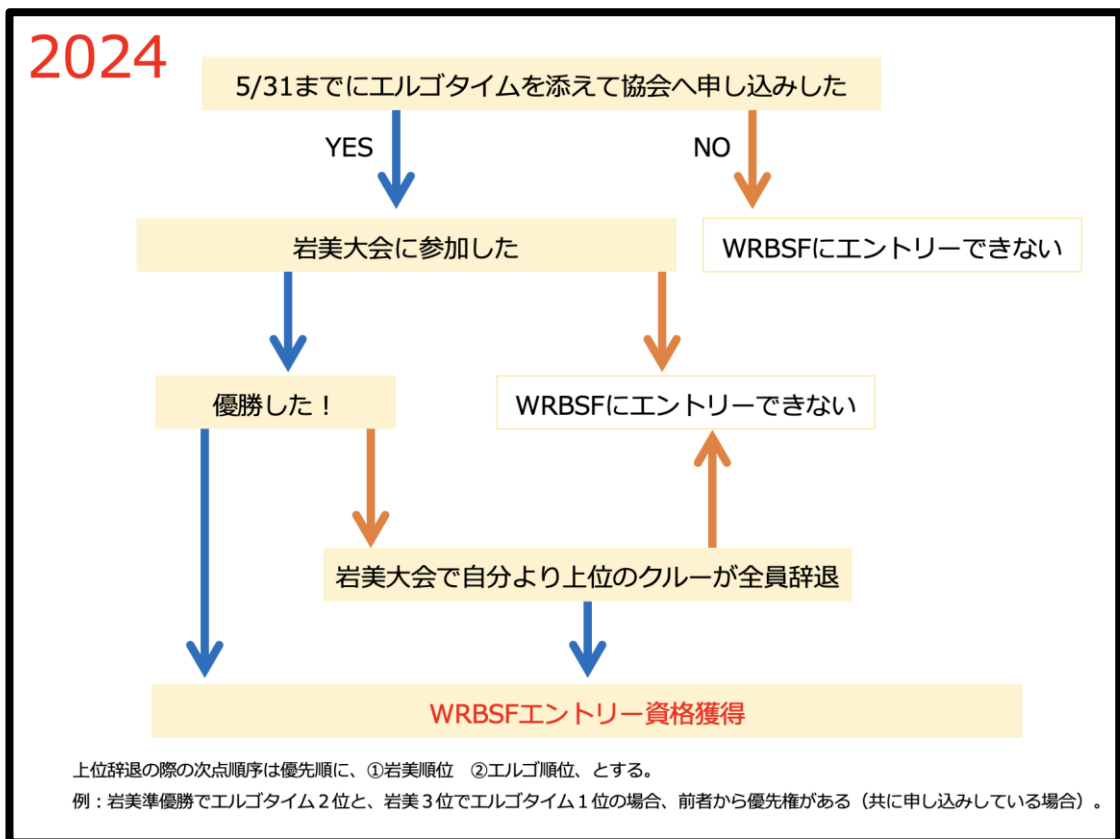 2024
5/31までにエルゴタイムを添えて協会へ申し込みした
YES
NO
岩美大会に参加した
WRBSFにエントリーできない
優勝した！
WRBSFにエントリーできない
岩美大会で自分より上位のクルーが全員辞退
WRBSFエントリー資格獲得
上位辞退の際の次点順序は優先順に、①岩美順位　②エルゴ順位、とする。
例：岩美準優勝でエルゴタイム２位と、岩美３位でエルゴタイム１位の場合、前者から優先権がある（共に申し込みしている場合）。